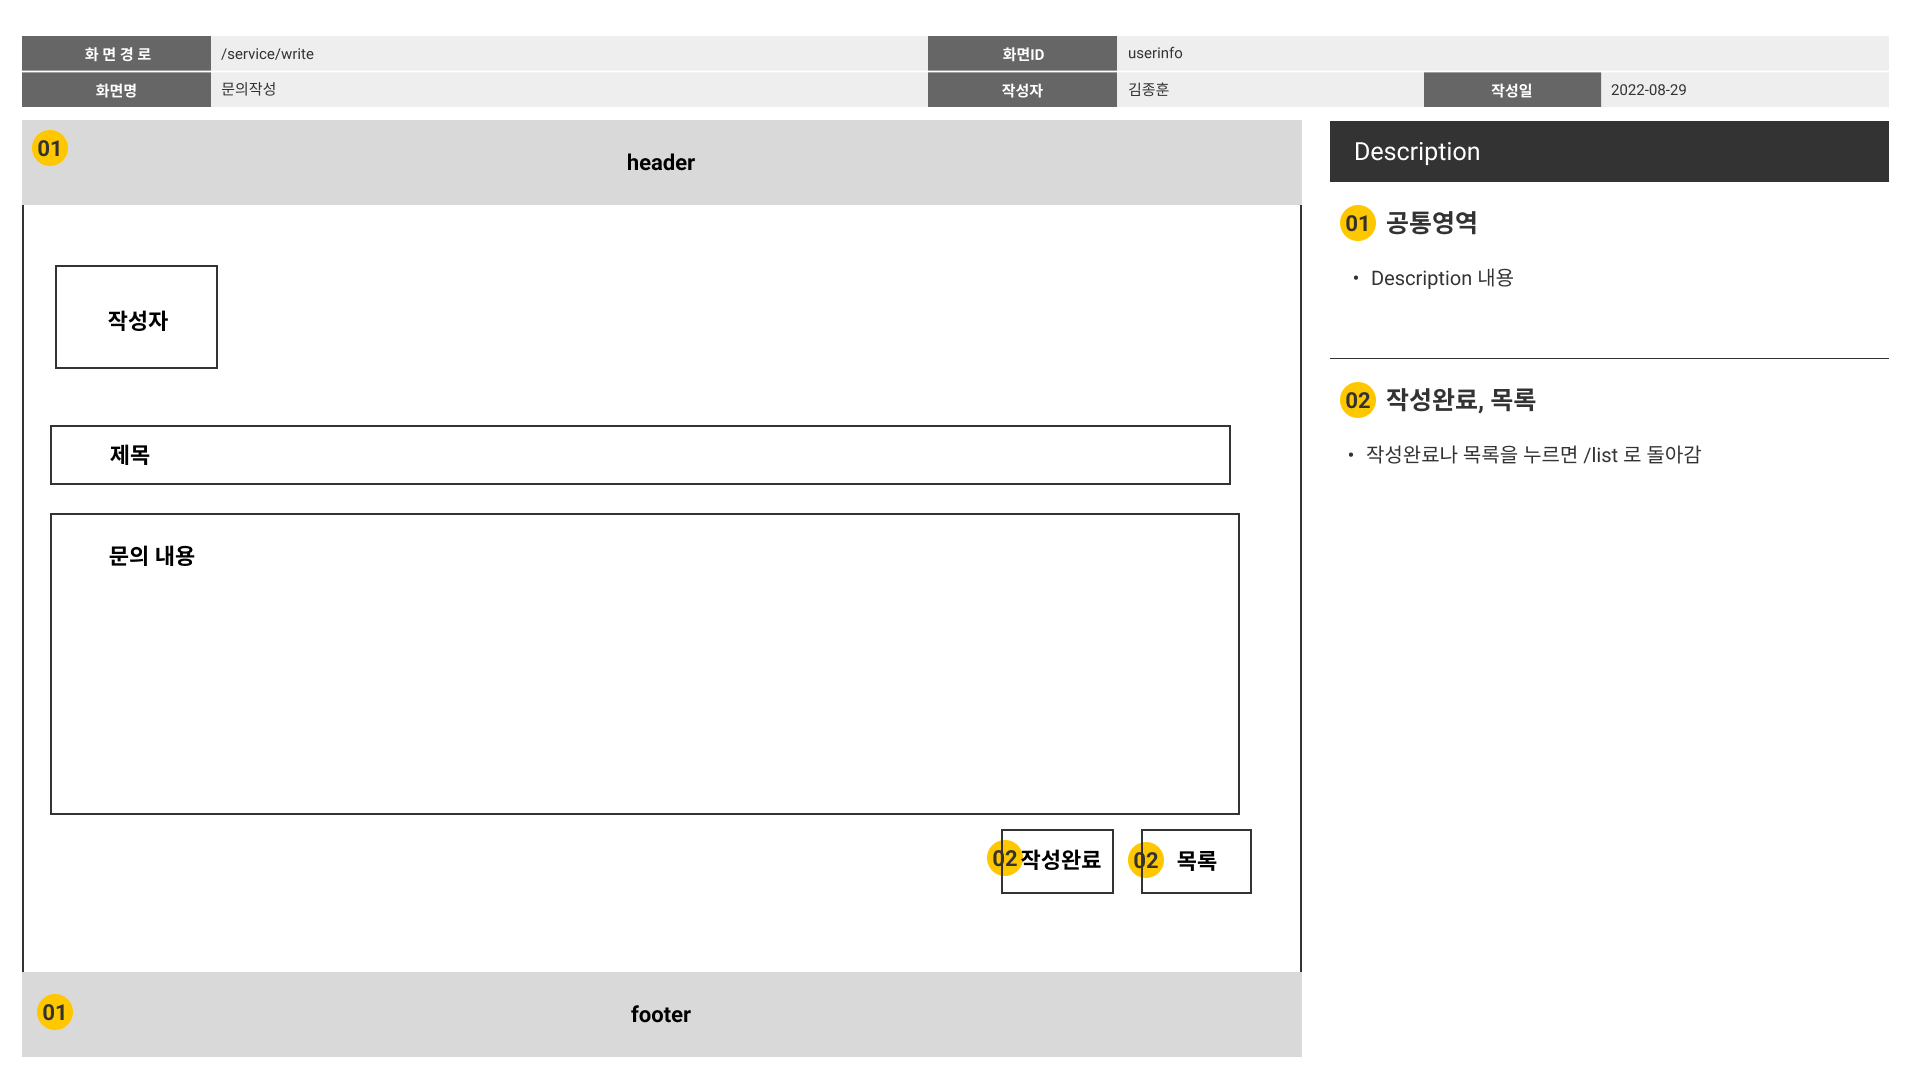 화 면 경 로 /service/write 화면ID userinfo
화면명 문의작성 작성자 김종훈 작성일 2022-08-29
01 header
작성자
제목
문의 내용
02 작성완료 02 목록
01 footer
Description
01 공통영역
• Description 내용
02 작성완료, 목록
• 작성완료나 목록을 누르면 /list 로 돌아감